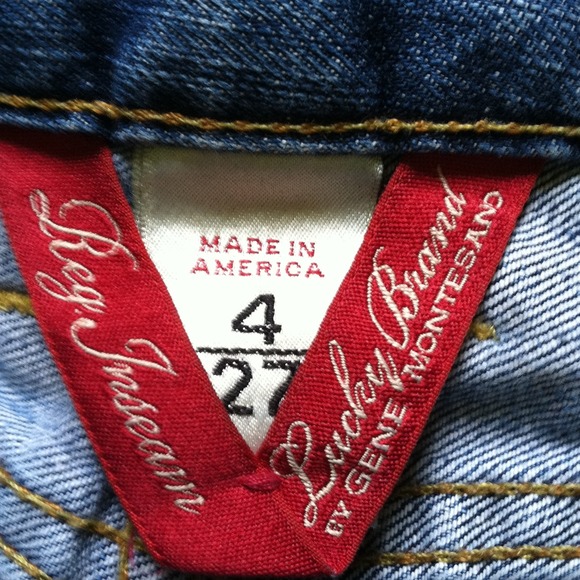 Reg. Inseam
MADE IN
AMERICA
4
27
Lucky Brand
BY GENE MONTESANO